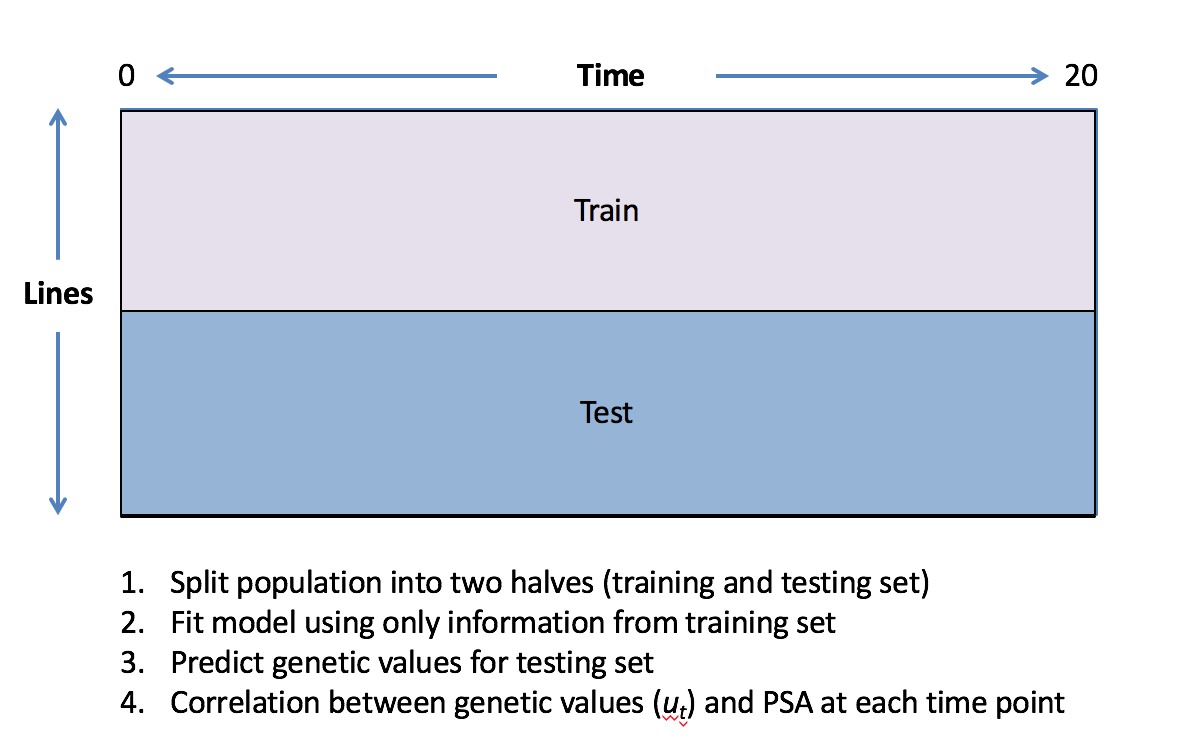 0 Time 20
Train
Lines
Test
1. Split population into two halves (training and testing set)
2. Fit model using only information from training set
3. Predict genetic values for testing set
4. Correlation between genetic values (uₜ) and PSA at each time point